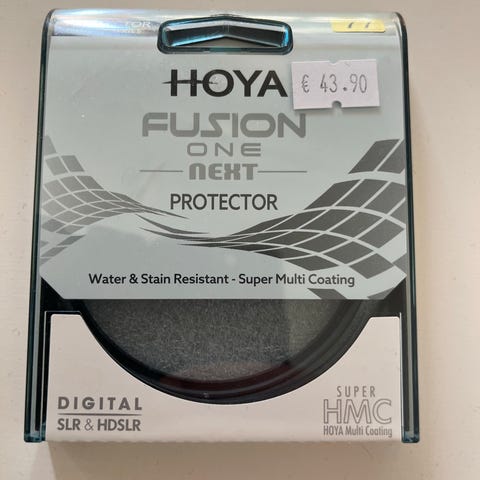 77
HOYA
€ 43.90
FUSION
ONE
NEXT
PROTECTOR
Water & Stain Resistant - Super Multi Coating
DIGITAL
SLR & HDSLR
SUPER
HMC
HOYA Multi Coating